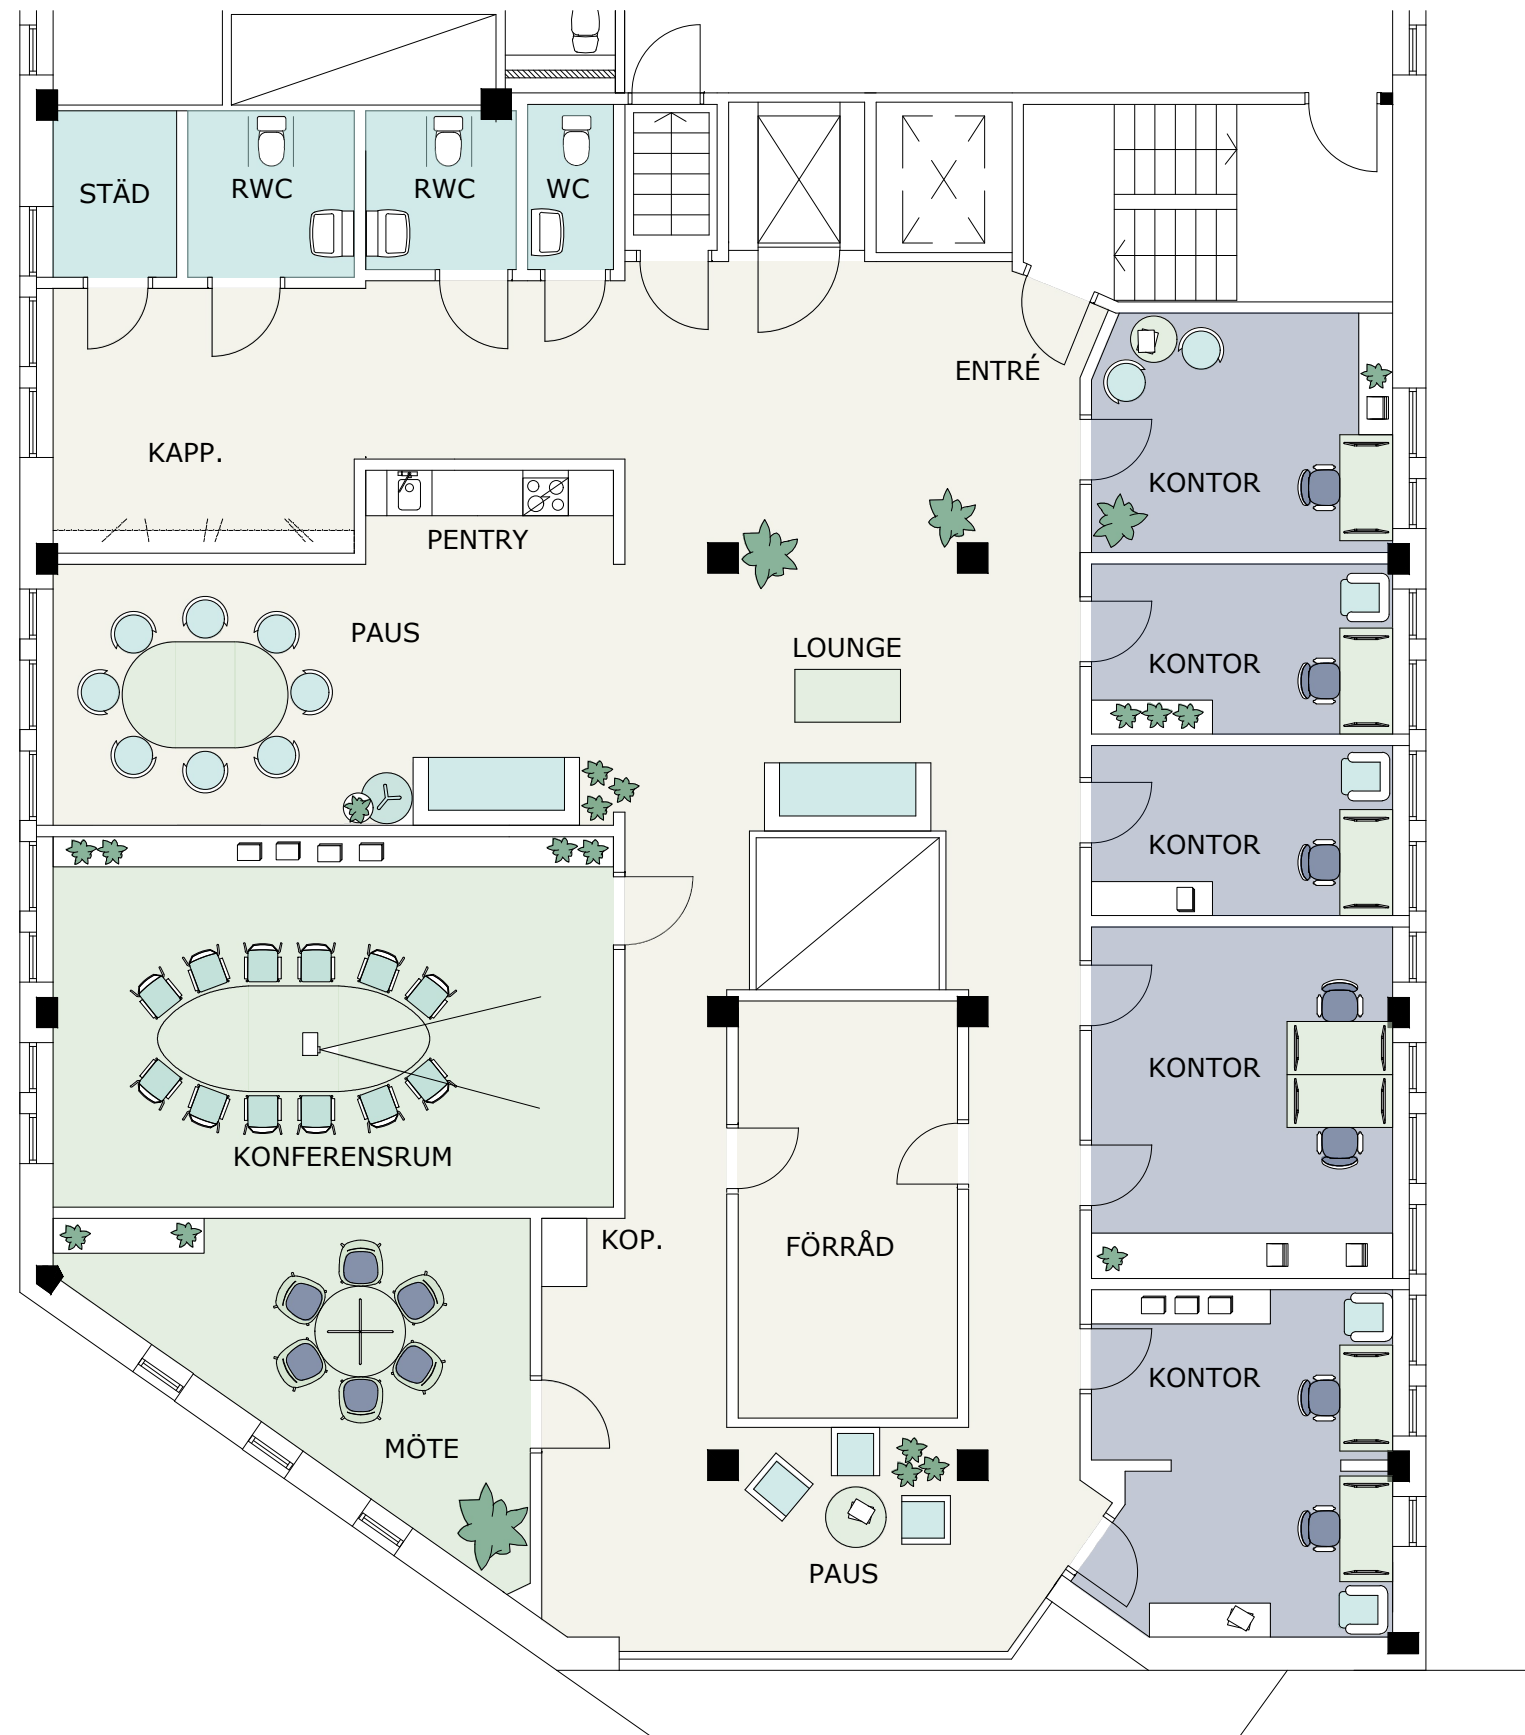 STÄD
RWC
RWC
WC
ENTRÉ
KAPP.
KONTOR
PENTRY
PAUS
LOUNGE
KONTOR
KONTOR
KONTOR
KONFERENSRUM
KOP.
FÖRRÅD
KONTOR
MÖTE
PAUS